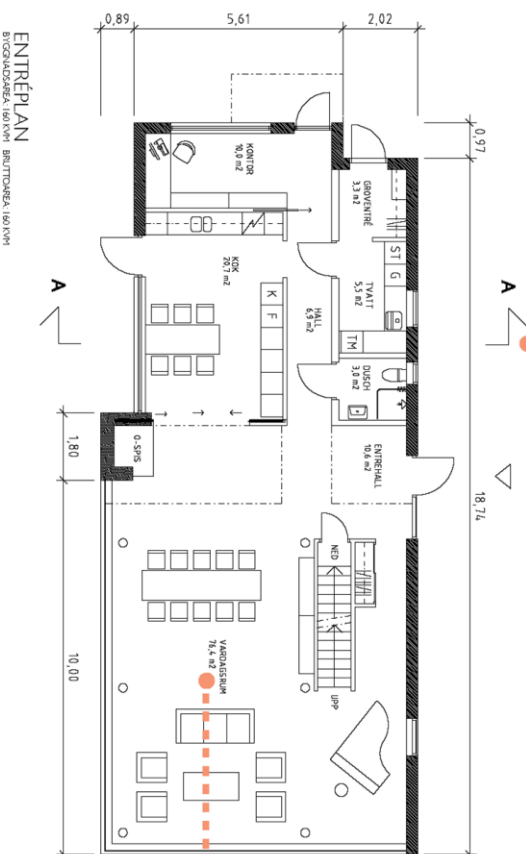 ENTRÉPLAN
BYGGNADSAREA: 160 KVM BRUTTOAREA: 160 KVM
0,89
5,61
2,02
0,97
18,74
1,80
10,00
A
A
KONTOR
10,0 m2
GROVENTRÉ
3,3 m2
ST
G
TVÄTT
5,5 m2
TM
KÖK
20,7 m2
K
F
HALL
6,9 m2
DUSCH
3,0 m2
Ö-SPIS
ENTREHALL
10,6 m2
NED
UPP
VARDAGSRUM
76,4 m2